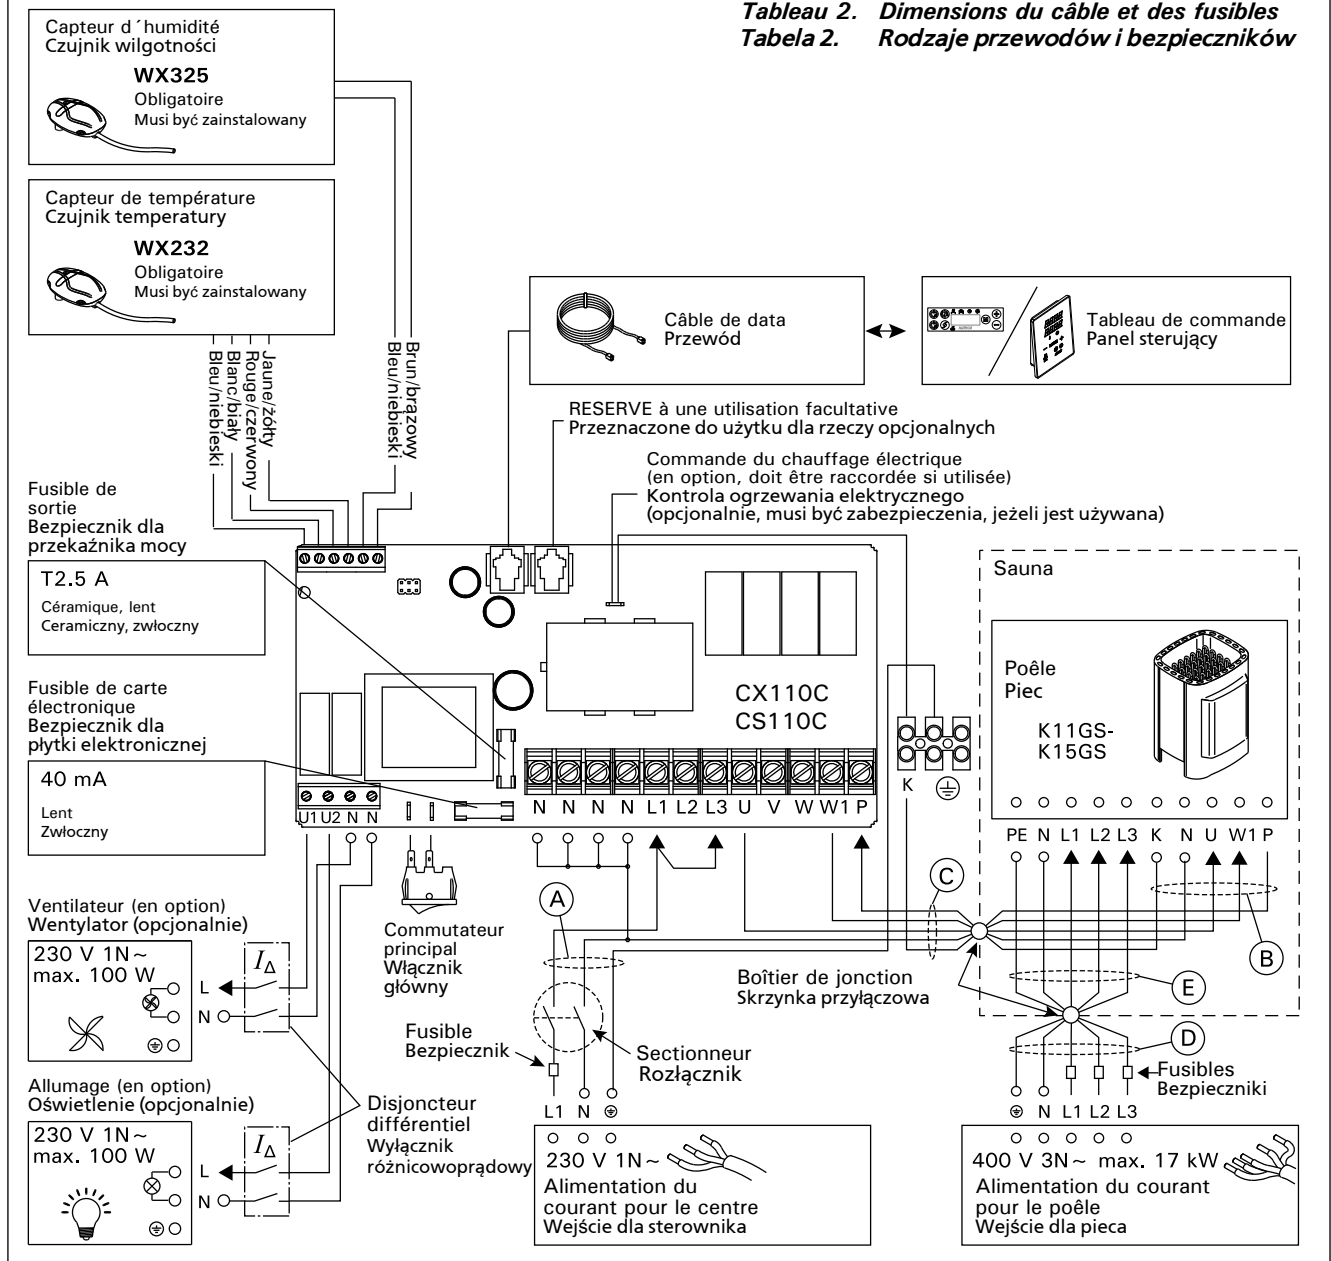 Tableau 2. Dimensions du câble et des fusibles
Tabela 2. Rodzaje przewodów i bezpieczników
Capteur d´humidité
Czujnik wilgotności
WX325
Obligatoire
Musi być zainstalowany
Capteur de température
Czujnik temperatury
WX232
Obligatoire
Musi być zainstalowany
Bleu/niebieski
Blanc/biały
Rouge/czerwony
Jaune/żółty
Bleu/niebieski
Brun/brązowy
Câble de data
Przewód
Tableau de commande
Panel sterujący
RESERVE à une utilisation facultative
Przeznaczone do użytku dla rzeczy opcjonalnych
Commande du chauffage électrique
(en option, doit être raccordée si utilisée)
Kontrola ogrzewania elektrycznego
(opcjonalnie, musi być zabezpieczenia, jeżeli jest używana)
Fusible de
sortie
Bezpiecznik dla
przekaźnika mocy
T2.5 A
Céramique, lent
Ceramiczny, zwłoczny
Fusible de carte
électronique
Bezpiecznik dla
płytki elektronicznej
40 mA
Lent
Zwłoczny
CX110C
CS110C
U1 U2 N N
N N N N L1 L2 L3 U V W W1 P
K
Sauna
Poêle
Piec
K11GS-
K15GS
PE N L1 L2 L3 K N U W1 P
A
C
B
E
D
Ventilateur (en option)
Wentylator (opcjonalnie)
230 V 1N~
max. 100 W
L
N
I∆
Commutateur
principal
Włącznik
główny
Boîtier de jonction
Skrzynka przyłączowa
Fusible
Bezpiecznik
Sectionneur
Rozłącznik
Fusibles
Bezpieczniki
Allumage (en option)
Oświetlenie (opcjonalnie)
230 V 1N~
max. 100 W
L
N
I∆
Disjoncteur
différentiel
Wyłącznik
różnicowoprądowy
L1 N
230 V 1N~
Alimentation du
courant pour le centre
Wejście dla sterownika
N L1 L2 L3
400 V 3N~ max. 17 kW
Alimentation du courant
pour le poêle
Wejście dla pieca